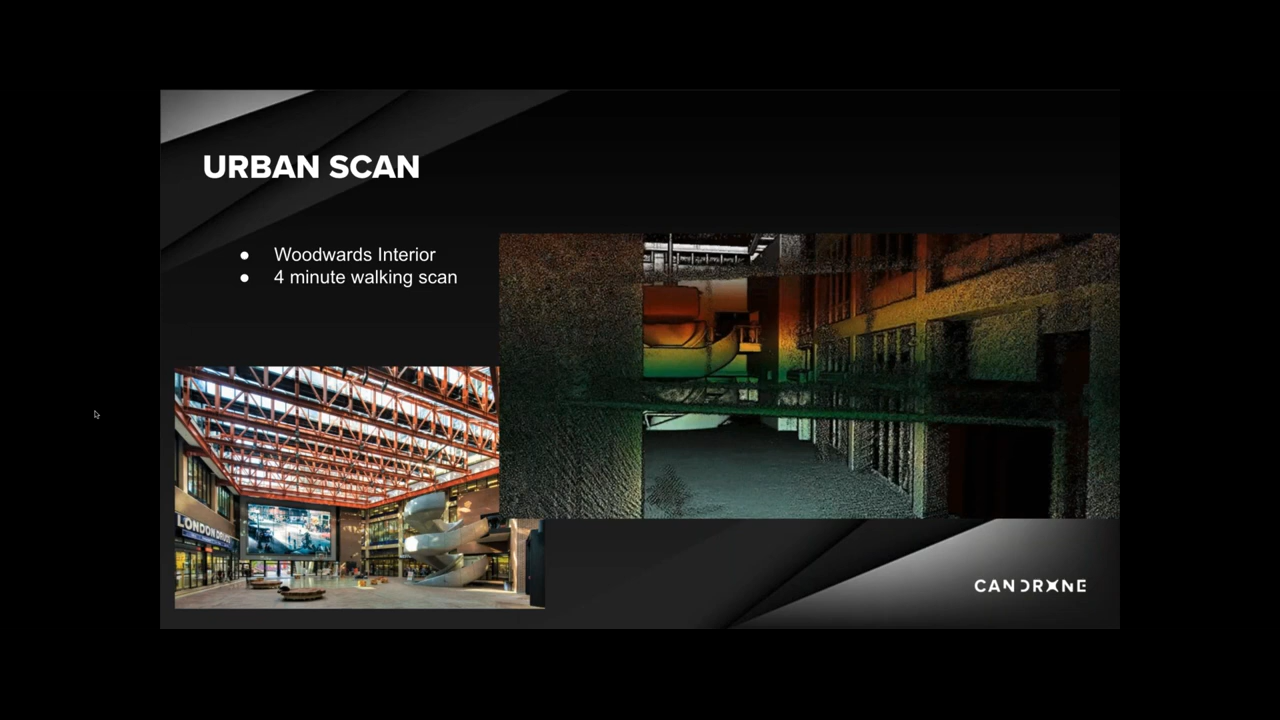 URBAN SCAN
● Woodwards Interior
● 4 minute walking scan
LONDON DRUGS
CANDRONE